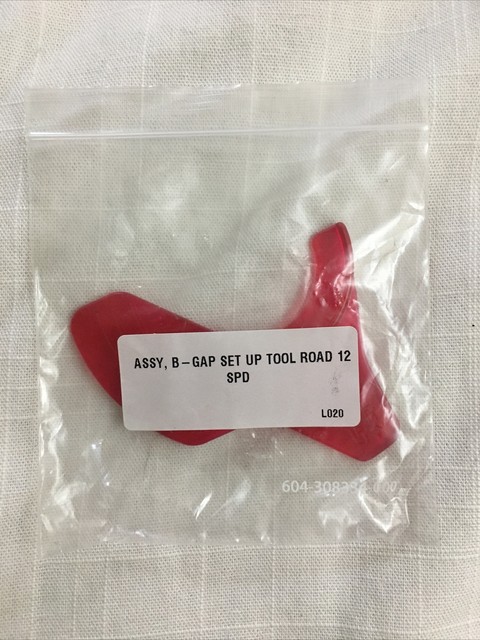 ASSY, B – GAP SET UP TOOL ROAD 12
SPD
L020